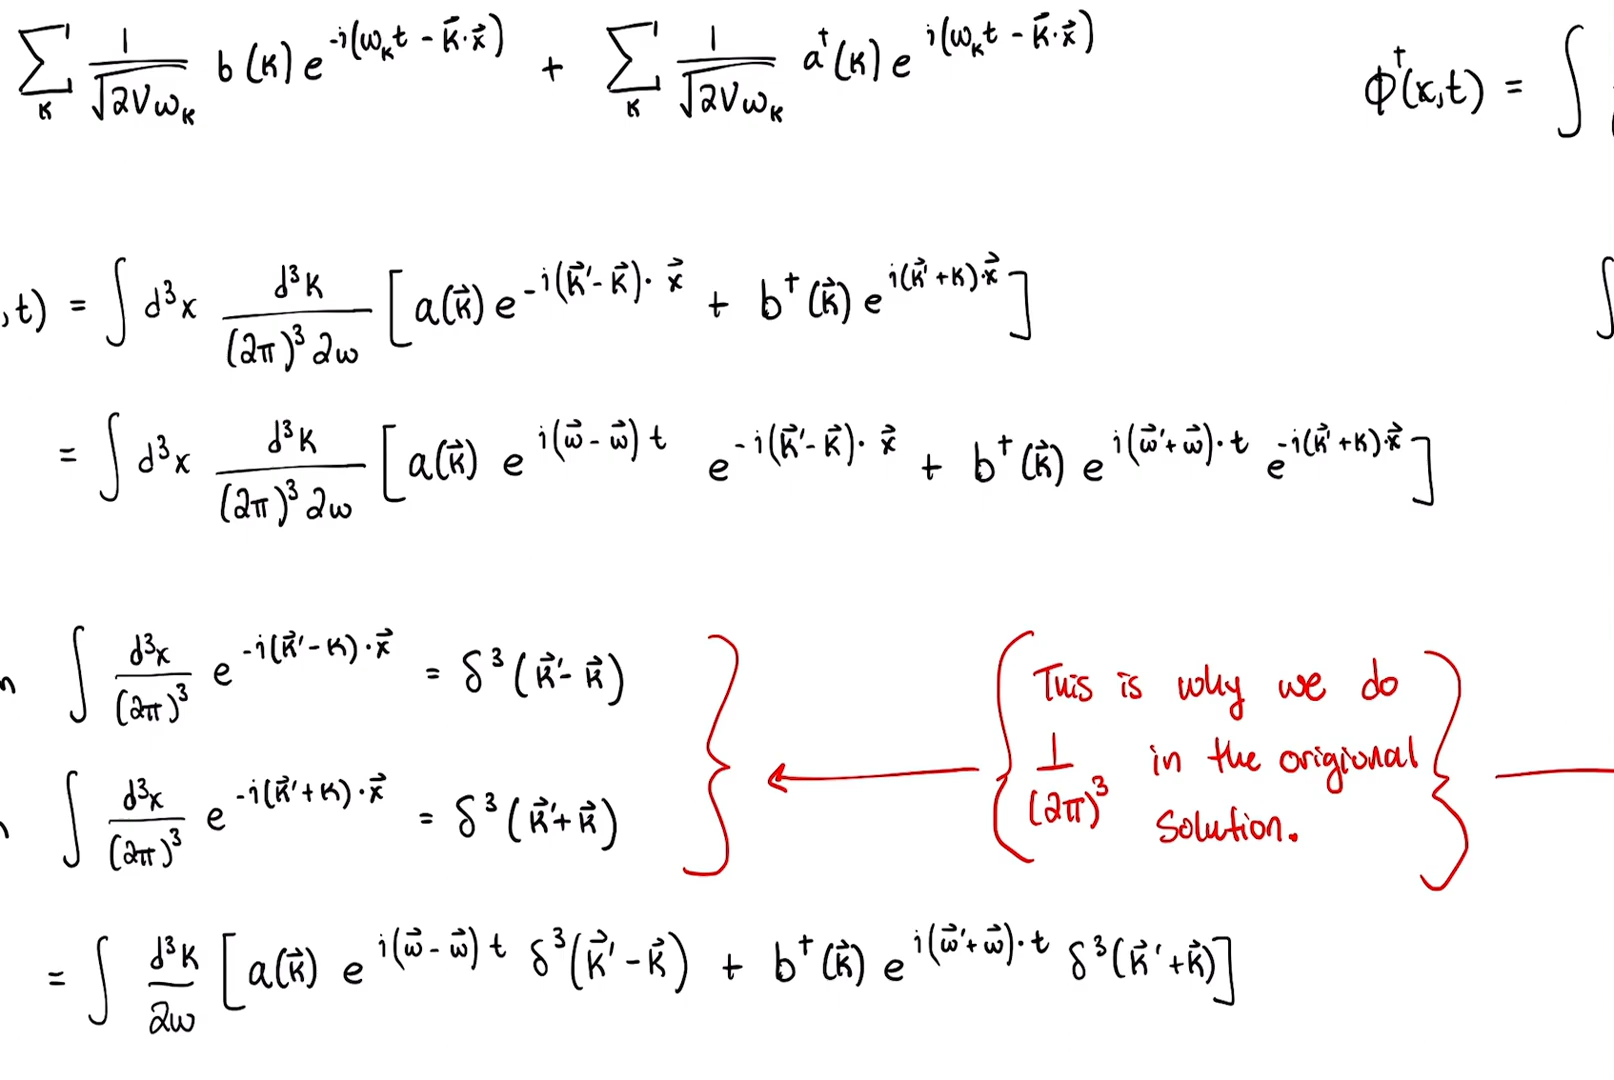 ∑_K 1/√(2Vω_K) b(K) e^{-i(ω_K t - K⃗·x⃗)} + ∑_K 1/√(2Vω_K) a†(K) e^{i(ω_K t - K⃗·x⃗)}    ϕ†(x,t) = ∫
,t) = ∫ d³x d³K/((2π)³ 2ω) [a(K⃗) e^{-i(K⃗' - K⃗)· x⃗} + b†(K⃗) e^{i(K⃗' + K)·x⃗}]    ∫
= ∫ d³x d³K/((2π)³ 2ω) [a(K⃗) e^{i(ω⃗ - ω⃗) t} e^{-i(K⃗' - K⃗)· x⃗} + b†(K⃗) e^{i(ω⃗' + ω⃗)· t} e^{-i(K⃗' + K)·x⃗}]
n ∫ d³x/(2π)³ e^{-i(K⃗' - K)·x⃗} = δ³(K⃗' - K⃗)
∫ d³x/(2π)³ e^{-i(K⃗' + K)·x⃗} = δ³(K⃗' + K⃗)
This is why we do
1/(2π)³ in the origional
solution.
= ∫ d³K/2ω [a(K⃗) e^{i(ω⃗ - ω⃗) t} δ³(K⃗' - K⃗) + b†(K⃗) e^{i(ω⃗' + ω⃗)· t} δ³(K⃗' + K⃗)]